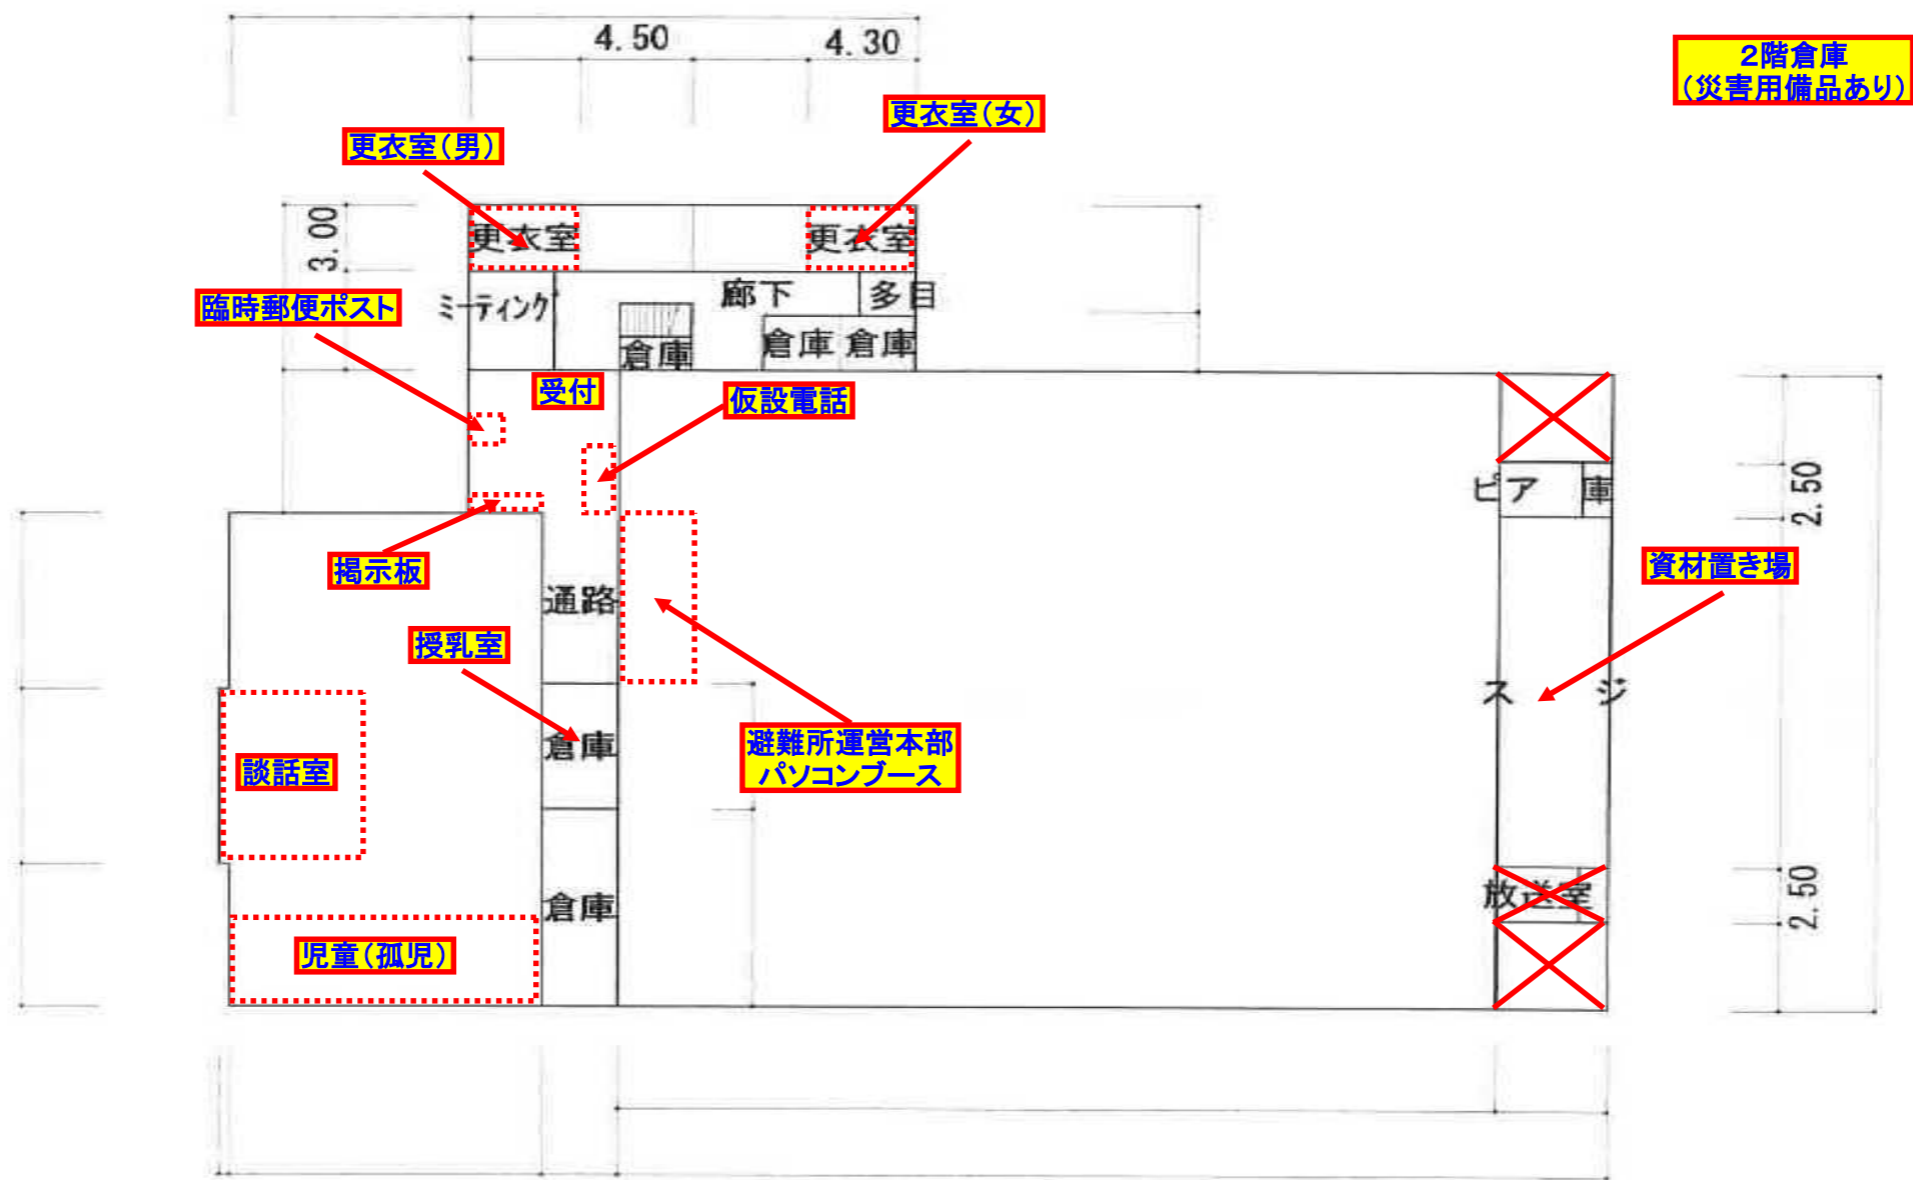 4.50
4.30
2階倉庫
(災害用備品あり)
更衣室(女)
更衣室(男)
3.00
更衣室
更衣室
臨時郵便ポスト
ミーティング
廊下
多目
倉庫
倉庫
倉庫
受付
仮設電話
ピア
庫
2.50
掲示板
通路
資材置き場
授乳室
ス
ジ
倉庫
避難所運営本部
パソコンブース
談話室
放送室
2.50
倉庫
児童(孤児)